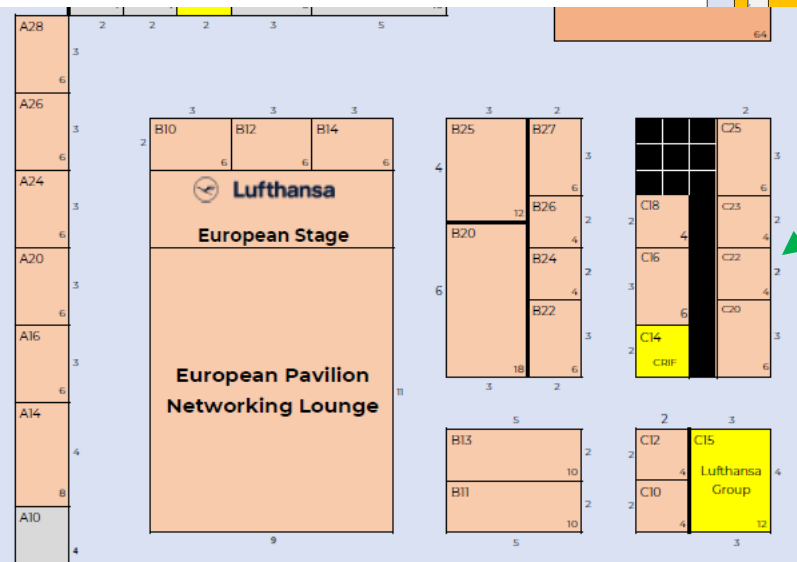 2 2 2 3 5
64
A28
3
6
A26
3
6
A24
3
6
A20
3
6
A16
3
6
A14
4
8
A10
4
3 3 3
2
B10 B12 B14
6 6 6
Lufthansa
European Stage
European Pavilion
Networking Lounge
11
9
3 2
B25 B27
4
3
12 6
B26
2
4
B20
6
B24
2
4
B22
3
18 6
3 2
2
C25
3
6
C18 C23
2 2
4 4
C16 C22
3 2
6 4
C14 C20
2 CRIF 3
6
5
B13
2
10
B11
2
10
5
2 3
C12 C15
2
4 Lufthansa 4
C10 Group
2
4 12
3